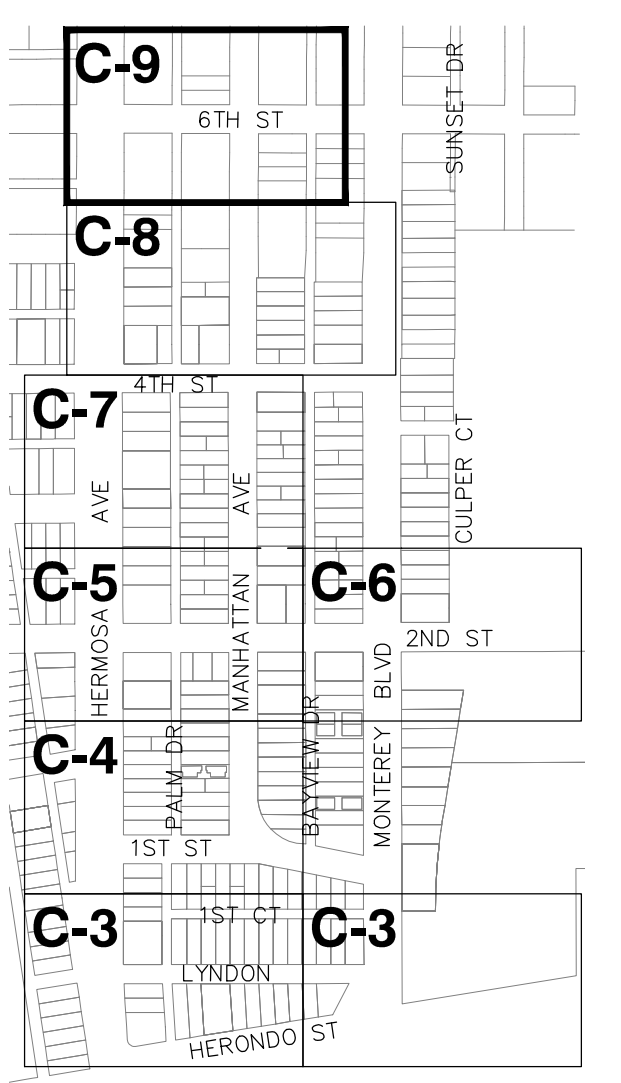 C-9
SUNSET DR
6TH ST
C-8
4TH ST
C-7
AVE
AVE
CULPER CT
C-5
C-6
HERMOSA
MANHATTAN
2ND ST
BLVD
C-4
PALM DR
BAYVIEW DR
MONTEREY
1ST ST
C-3
1ST CT
C-3
LYNDON
HERONDO ST